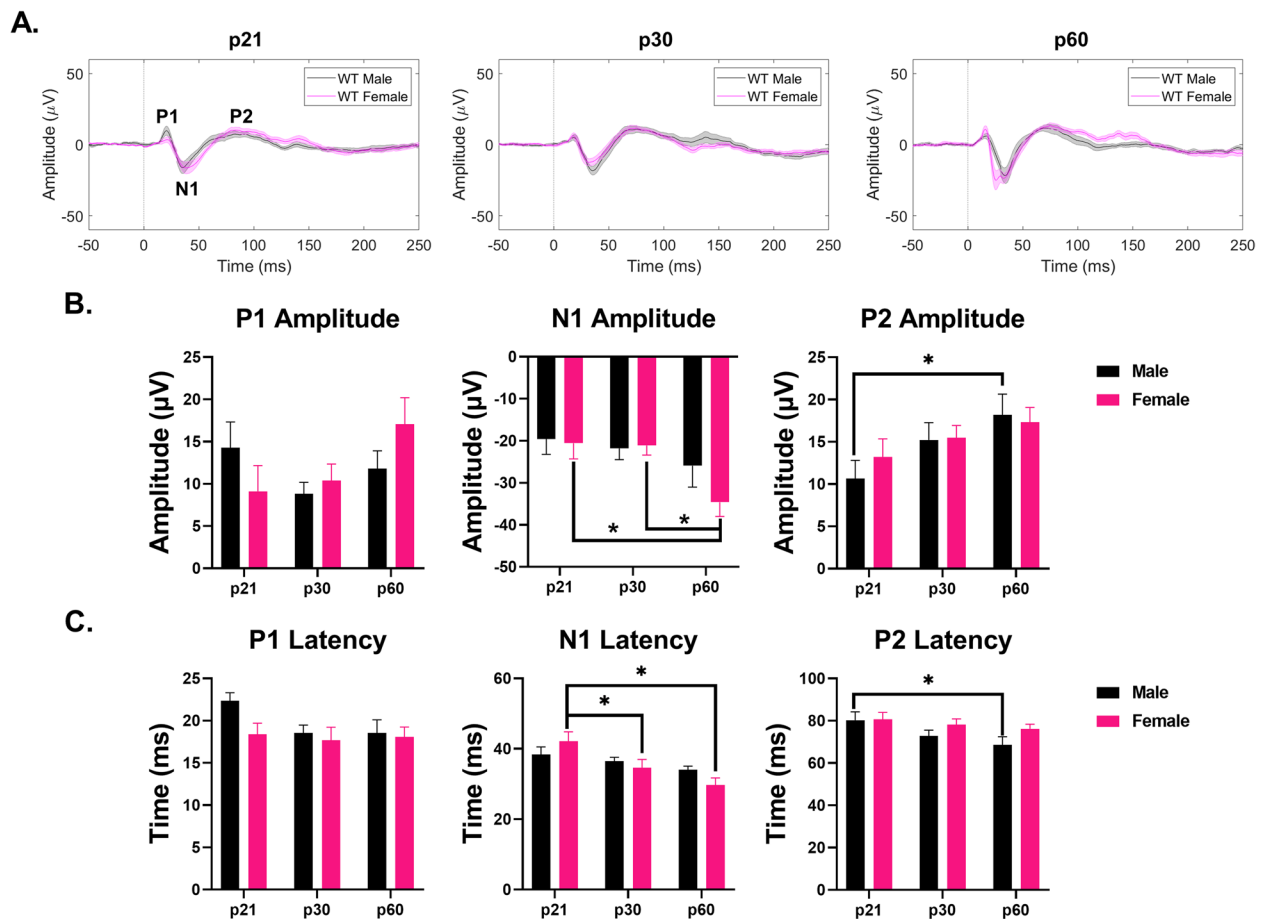 A.
p21
p30
p60
50
0
-50
Amplitude (μV)
WT Male
WT Female
P1
P2
N1
-50
0
50
100
150
200
250
Time (ms)
50
0
-50
Amplitude (μV)
WT Male
WT Female
-50
0
50
100
150
200
250
Time (ms)
50
0
-50
Amplitude (μV)
WT Male
WT Female
-50
0
50
100
150
200
250
Time (ms)
B.
P1 Amplitude
25
20
15
10
5
0
Amplitude (μV)
p21
p30
p60
N1 Amplitude
0
-10
-20
-30
-40
-50
Amplitude (μV)
*
*
p21
p30
p60
P2 Amplitude
25
20
15
10
5
0
Amplitude (μV)
*
p21
p30
p60
Male
Female
C.
P1 Latency
25
20
15
10
5
0
Time (ms)
p21
p30
p60
N1 Latency
60
40
20
0
Time (ms)
*
*
p21
p30
p60
P2 Latency
100
80
60
40
20
0
Time (ms)
*
p21
p30
p60
Male
Female